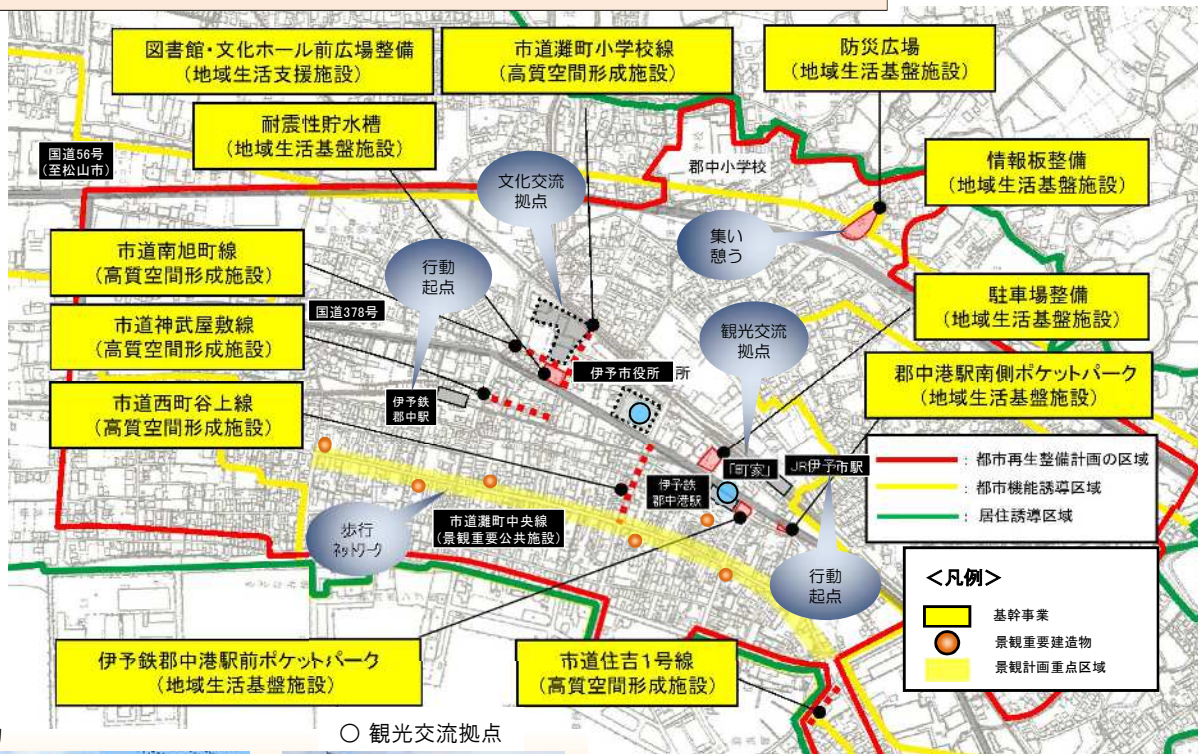 図書館・文化ホール前広場整備
(地域生活支援施設)
市道灘町小学校線
(高質空間形成施設)
防災広場
(地域生活基盤施設)
耐震性貯水槽
(地域生活基盤施設)
国道56号
(至松山市)
郡中小学校
情報板整備
(地域生活基盤施設)
文化交流
拠点
集い
憩う
市道南旭町線
(高質空間形成施設)
行動
起点
国道378号
駐車場整備
(地域生活基盤施設)
市道神武屋敷線
(高質空間形成施設)
観光交流
拠点
伊予市役所
所
郡中港駅南側ポケットパーク
(地域生活基盤施設)
市道西町谷上線
(高質空間形成施設)
伊予鉄
郡中駅
「町家」
JR伊予市駅
伊予鉄
郡中港駅
:都市再生整備計画の区域
:都市機能誘導区域
:居住誘導区域
歩行
ネットワーク
市道灘町中央線
(景観重要公共施設)
行動
起点
<凡例>
基幹事業
景観重要建造物
景観計画重点区域
伊予鉄郡中港駅前ポケットパーク
(地域生活基盤施設)
市道住吉1号線
(高質空間形成施設)
○ 観光交流拠点